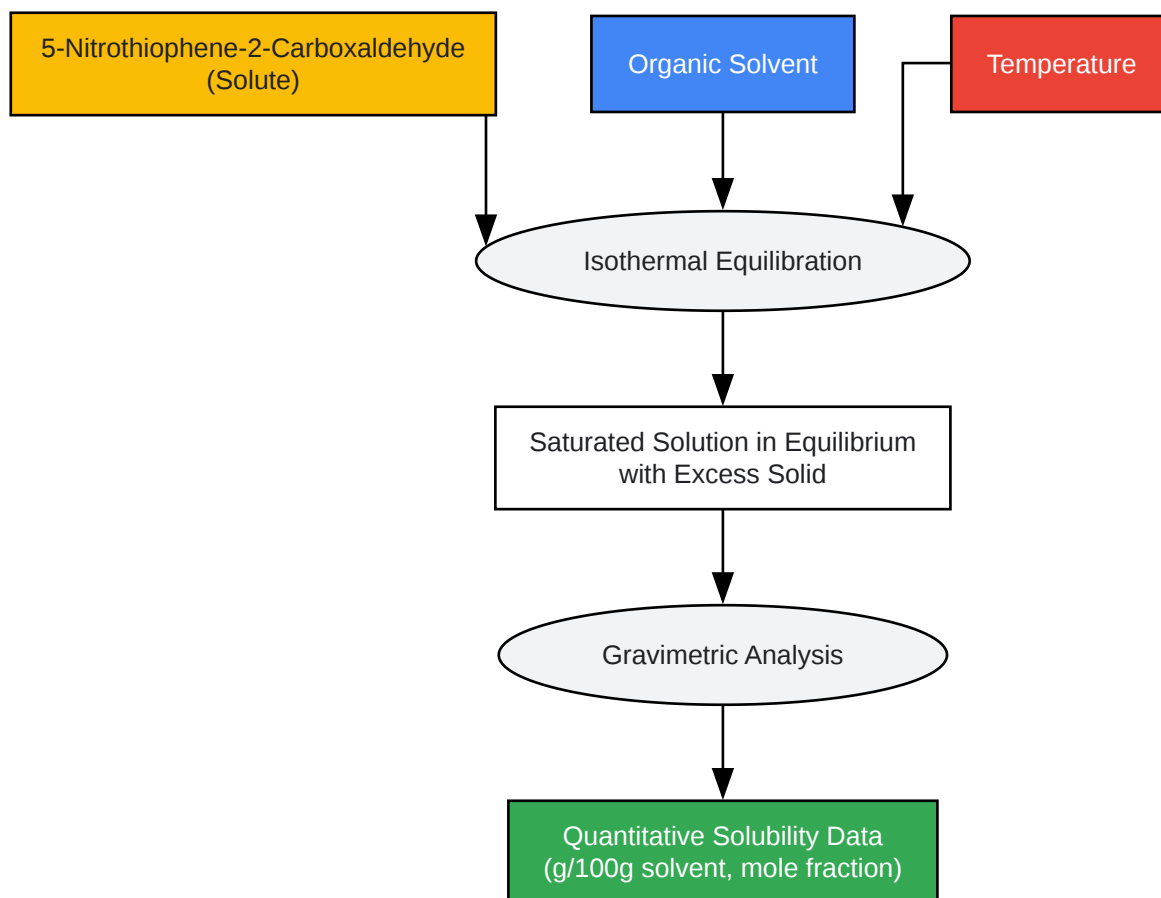 5-Nitrothiophene-2-Carboxaldehyde
(Solute)
Organic Solvent
Temperature
Isothermal Equilibration
Saturated Solution in Equilibrium
with Excess Solid
Gravimetric Analysis
Quantitative Solubility Data
(g/100g solvent, mole fraction)